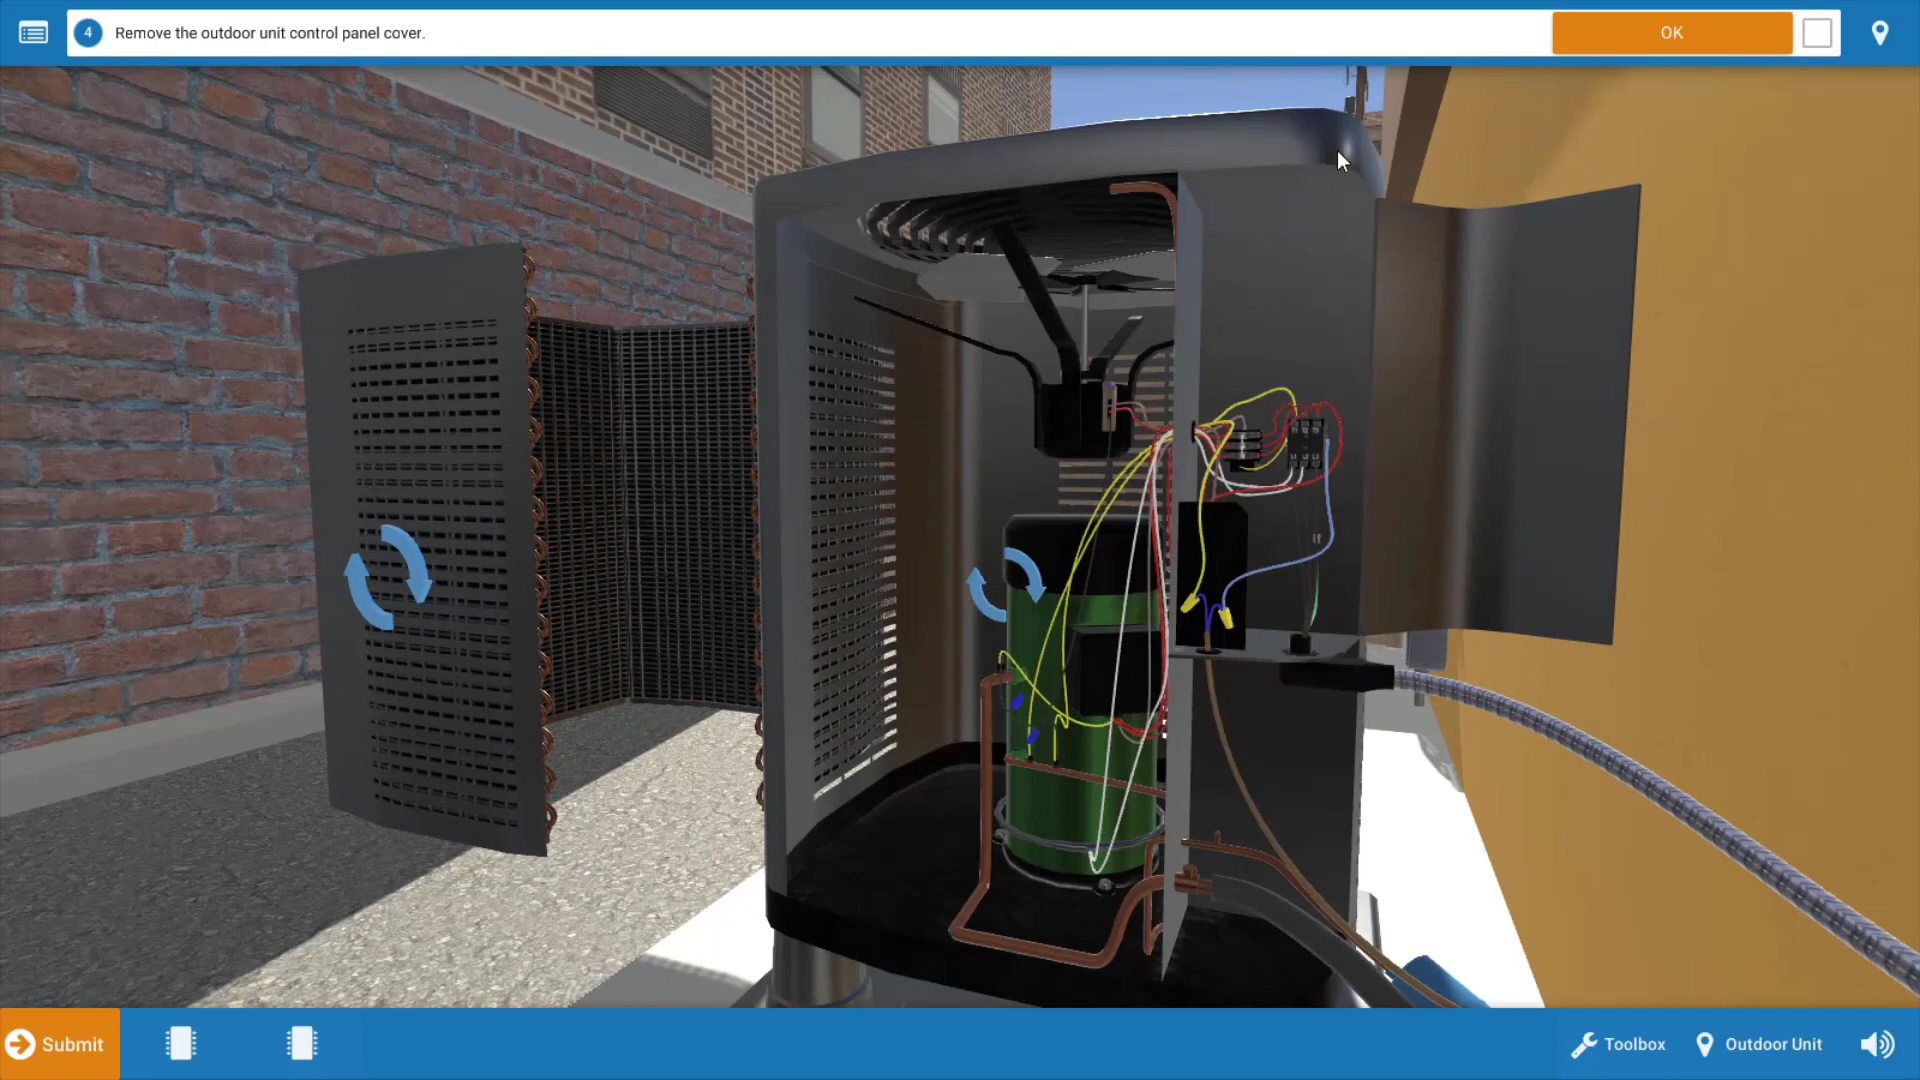 4 Remove the outdoor unit control panel cover.
OK
Submit
Toolbox
Outdoor Unit